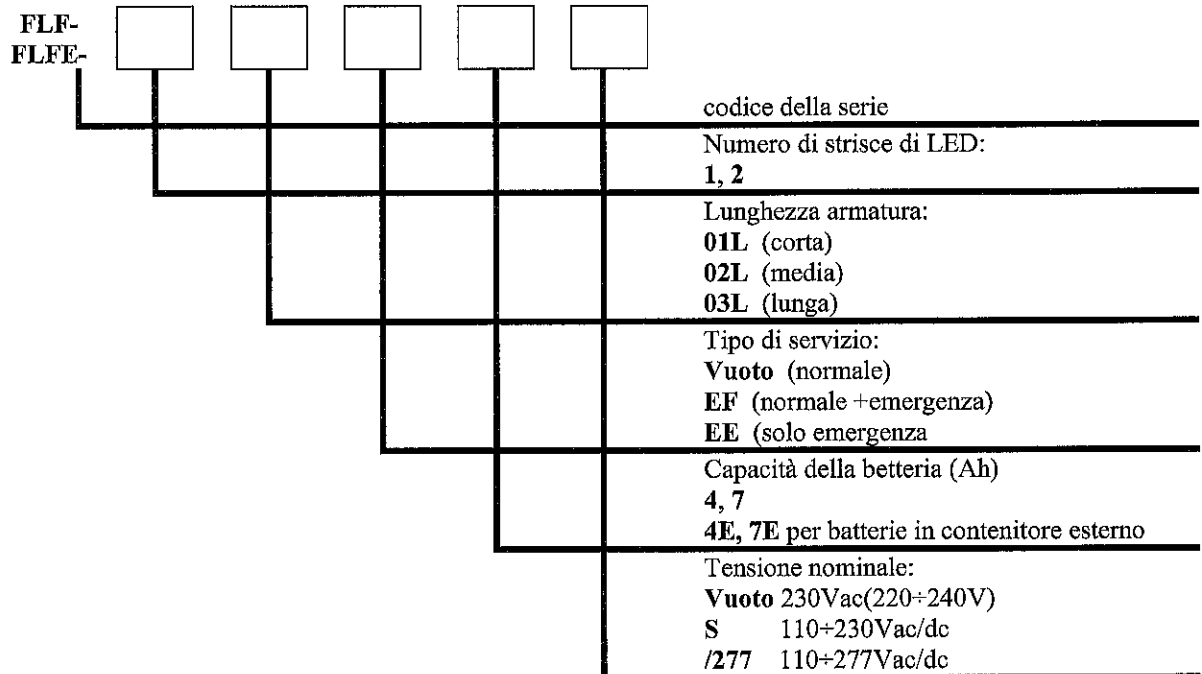 FLF-
FLFE-
codice della serie
Numero di strisce di LED:
1, 2
Lunghezza armatura:
01L (corta)
02L (media)
03L (lunga)
Tipo di servizio:
Vuoto (normale)
EF (normale +emergenza)
EE (solo emergenza
Capacità della betteria (Ah)
4, 7
4E, 7E per batterie in contenitore esterno
Tensione nominale:
Vuoto 230Vac(220÷240V)
S 110÷230Vac/dc
/277 110÷277Vac/dc